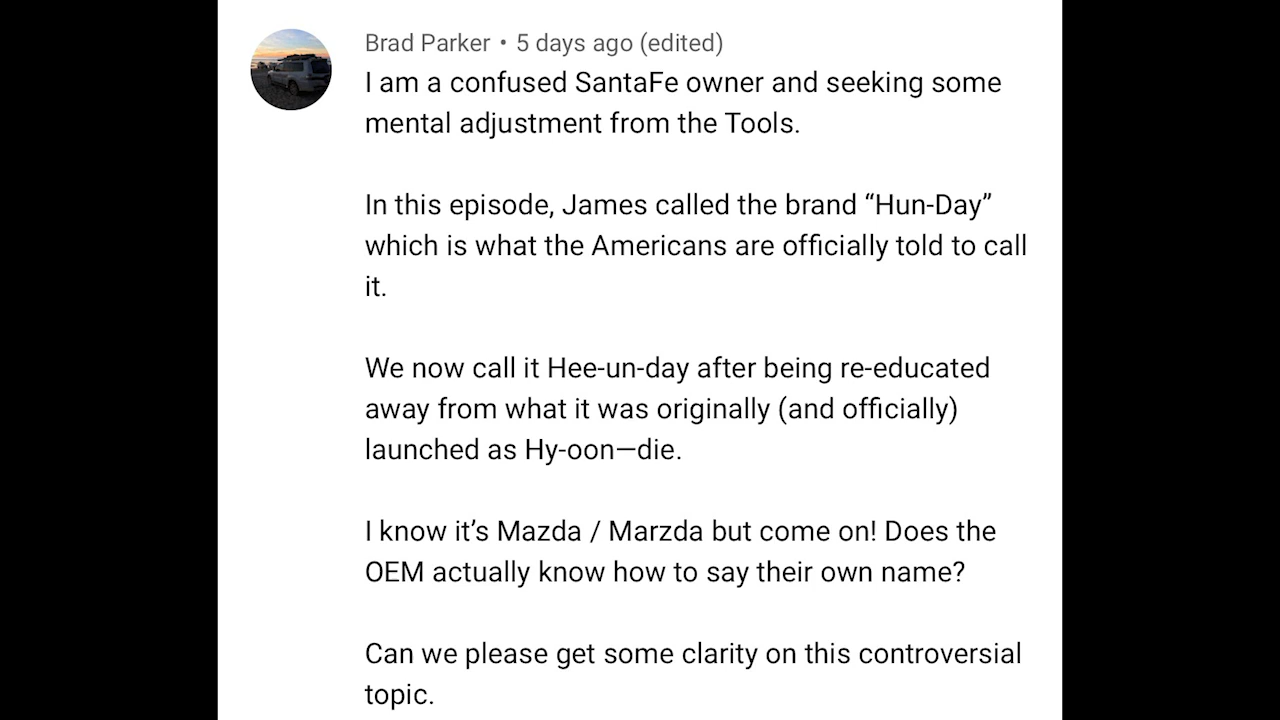 Brad Parker • 5 days ago (edited)
I am a confused SantaFe owner and seeking some
mental adjustment from the Tools.
In this episode, James called the brand “Hun-Day”
which is what the Americans are officially told to call
it.
We now call it Hee-un-day after being re-educated
away from what it was originally (and officially)
launched as Hy-oon—die.
I know it’s Mazda / Marzda but come on! Does the
OEM actually know how to say their own name?
Can we please get some clarity on this controversial
topic.